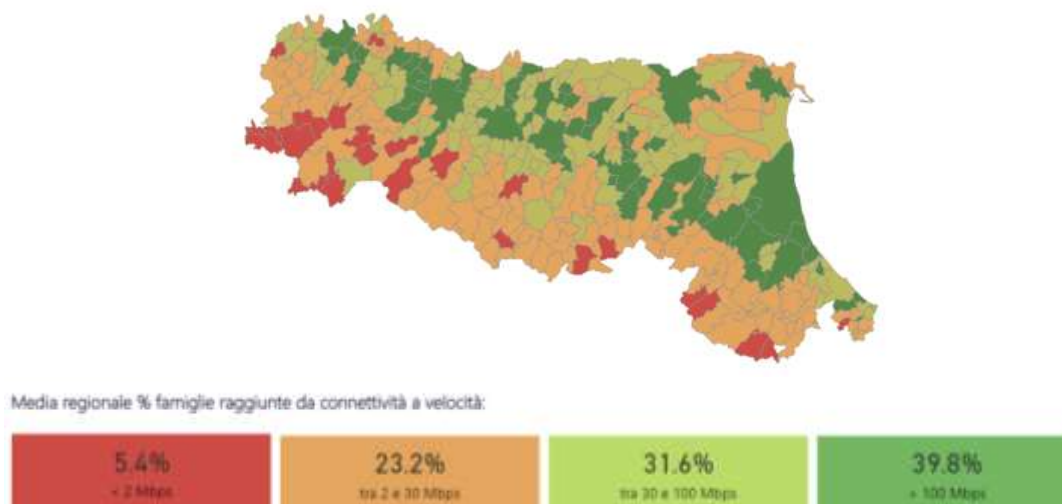 Media regionale % famiglie raggiunte da connettività a velocità:
5.4%
23.2%
31.6%
39.8%
< 2 Mbps
tra 2 e 30 Mbps
tra 30 e 100 Mbps
> 100 Mbps